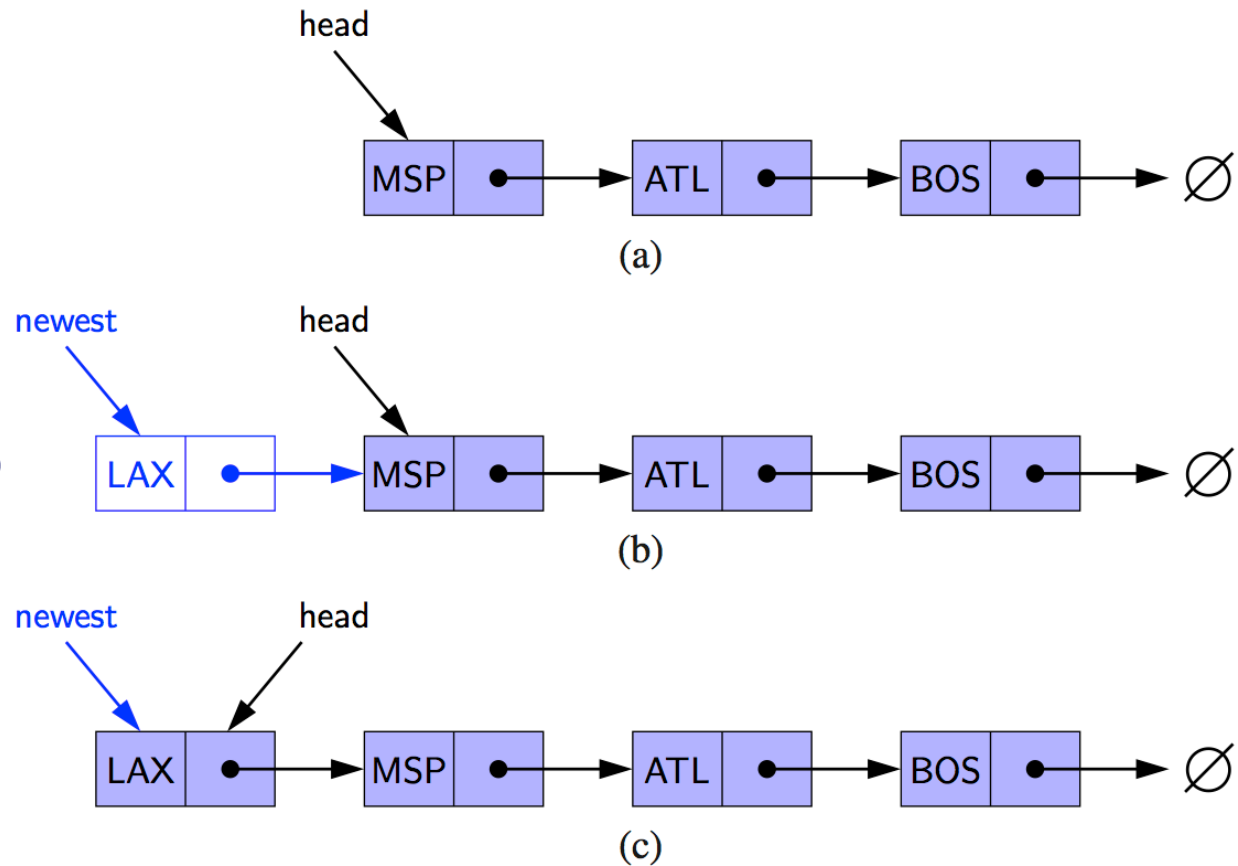 head
MSP ATL BOS ∅
(a)
newest head
LAX MSP ATL BOS ∅
(b)
newest head
LAX MSP ATL BOS ∅
(c)